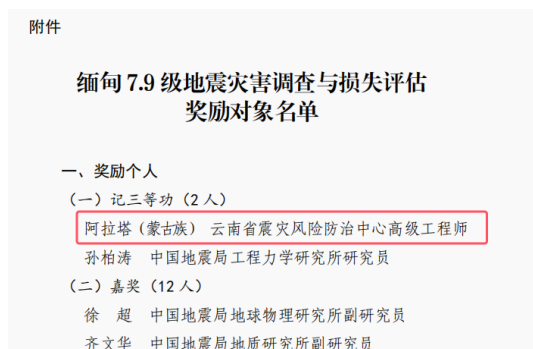 附件
缅甸 7.9 级地震灾害调查与损失评估
奖励对象名单
一、奖励个人
（一）记三等功（2 人）
阿拉塔（蒙古族） 云南省震灾风险防治中心高级工程师
孙柏涛 中国地震局工程力学研究所研究员
（二）嘉奖（12 人）
徐 超 中国地震局地球物理研究所副研究员
齐文华 中国地震局地质研究所副研究员